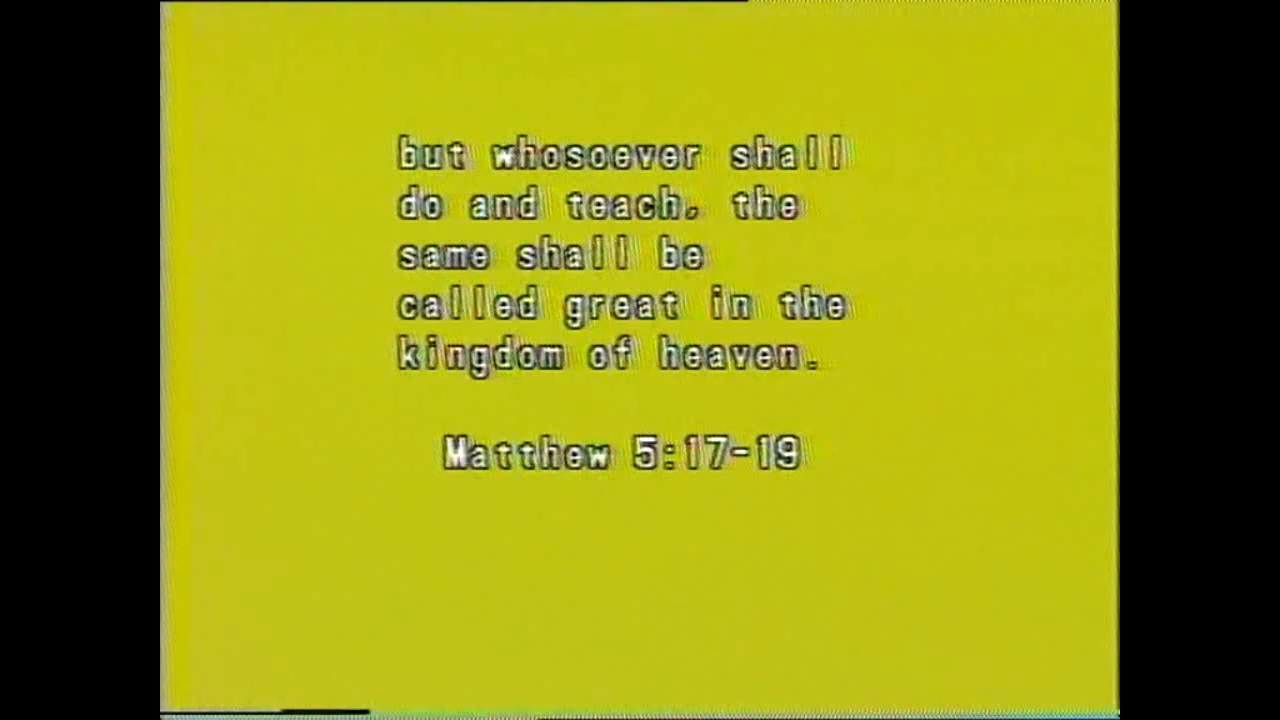 but whosoever shall
do and teach, the
same shall be
called great in the
kingdom of heaven.
Matthew 5:17-19